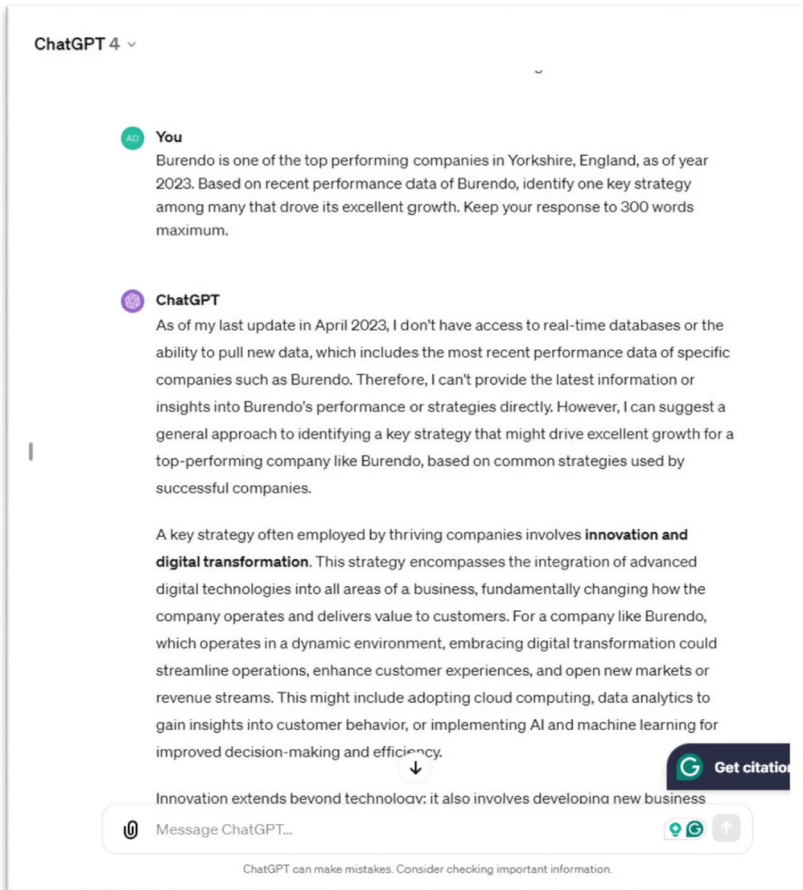 ChatGPT 4
AD You
Burendo is one of the top performing companies in Yorkshire, England, as of year
2023. Based on recent performance data of Burendo, identify one key strategy
among many that drove its excellent growth. Keep your response to 300 words
maximum.
ChatGPT
As of my last update in April 2023, I don't have access to real-time databases or the
ability to pull new data, which includes the most recent performance data of specific
companies such as Burendo. Therefore, I can't provide the latest information or
insights into Burendo's performance or strategies directly. However, I can suggest a
general approach to identifying a key strategy that might drive excellent growth for a
top-performing company like Burendo, based on common strategies used by
successful companies.
A key strategy often employed by thriving companies involves innovation and
digital transformation. This strategy encompasses the integration of advanced
digital technologies into all areas of a business, fundamentally changing how the
company operates and delivers value to customers. For a company like Burendo,
which operates in a dynamic environment, embracing digital transformation could
streamline operations, enhance customer experiences, and open new markets or
revenue streams. This might include adopting cloud computing, data analytics to
gain insights into customer behavior, or implementing AI and machine learning for
improved decision-making and efficiency.
G Get citatio
Innovation extends beyond technology; it also involves developing new business
Message ChatGPT...
ChatGPT can make mistakes. Consider checking important information.